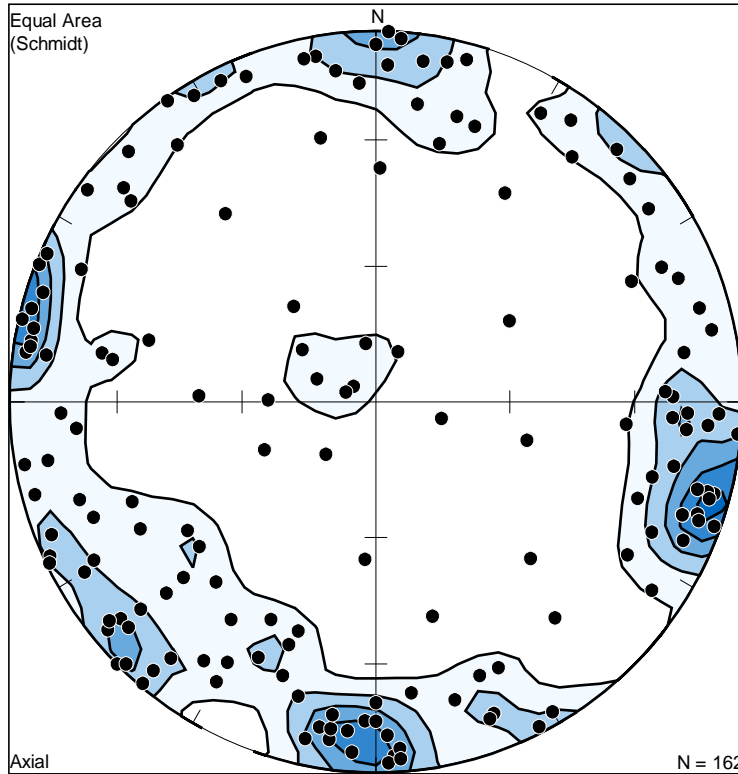 Equal Area
(Schmidt)
N
Axial
N = 162